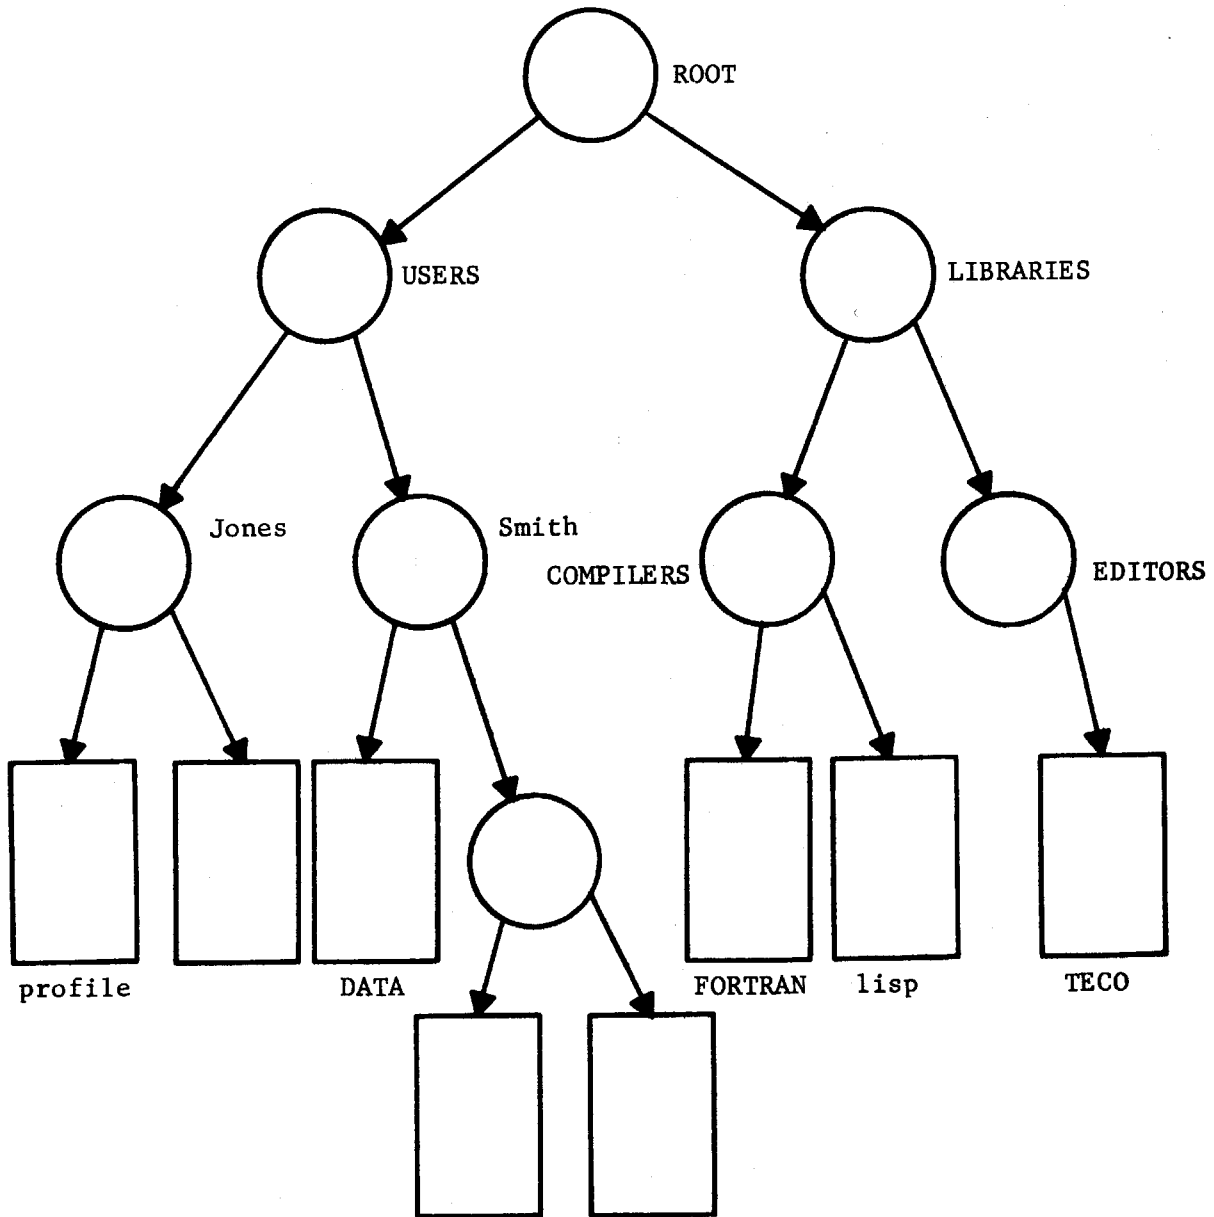 ROOT
USERS
LIBRARIES
Jones
Smith
COMPILERS
EDITORS
profile
DATA
FORTRAN
lisp
TECO